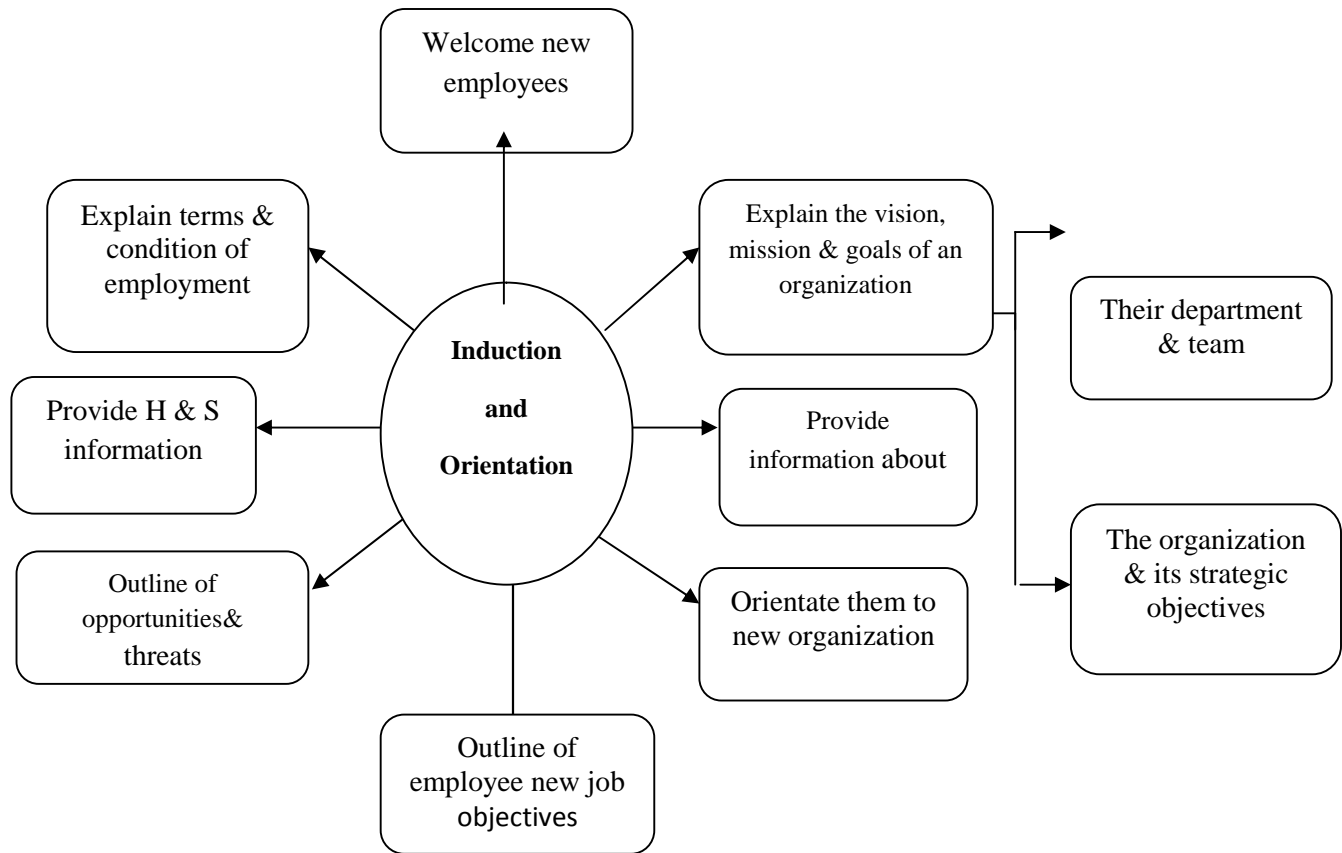 Welcome new
employees
Explain terms &
condition of
employment
Explain the vision,
mission & goals of an
organization
Their department
& team
Induction
and
Orientation
Provide H & S
information
Provide
information about
Outline of
opportunities&
threats
Orientate them to
new organization
The organization
& its strategic
objectives
Outline of
employee new job
objectives